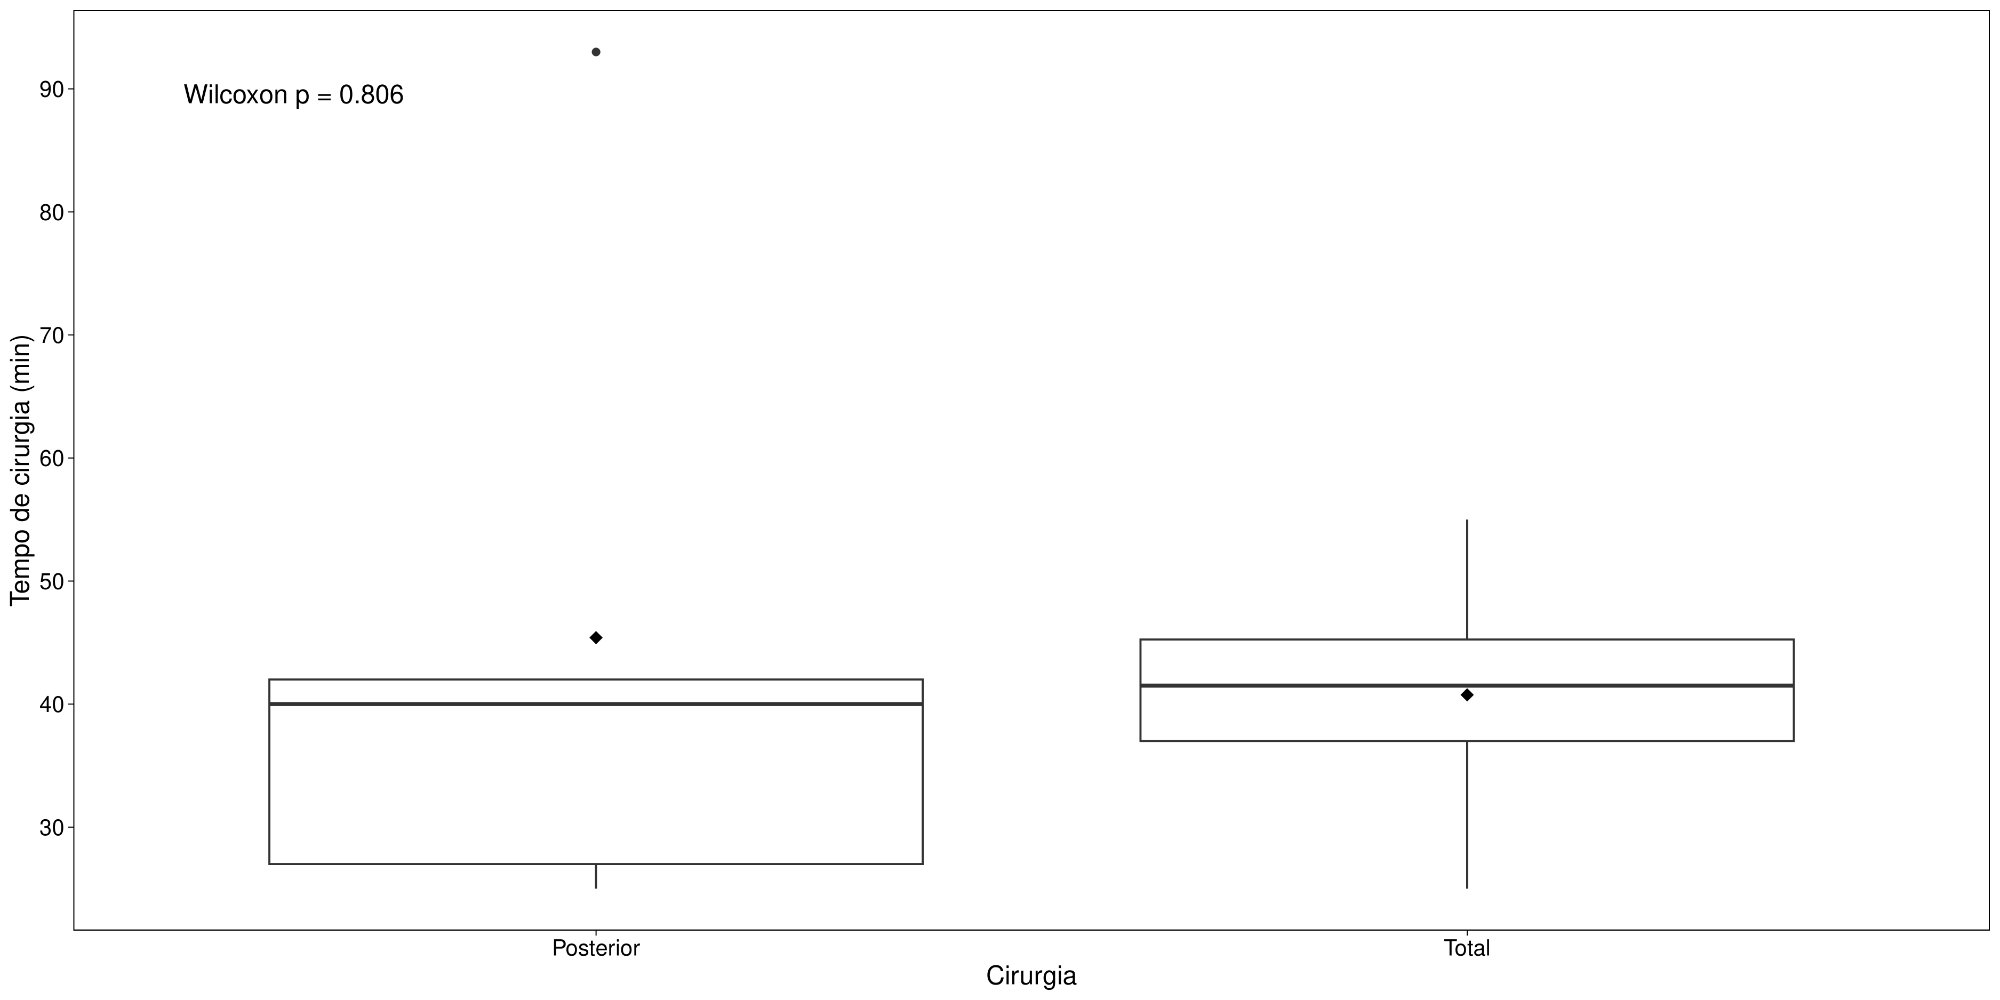 Wilcoxon p = 0.806
Tempo de cirurgia (min)
90
80
70
60
50
40
30
Posterior
Total
Cirurgia